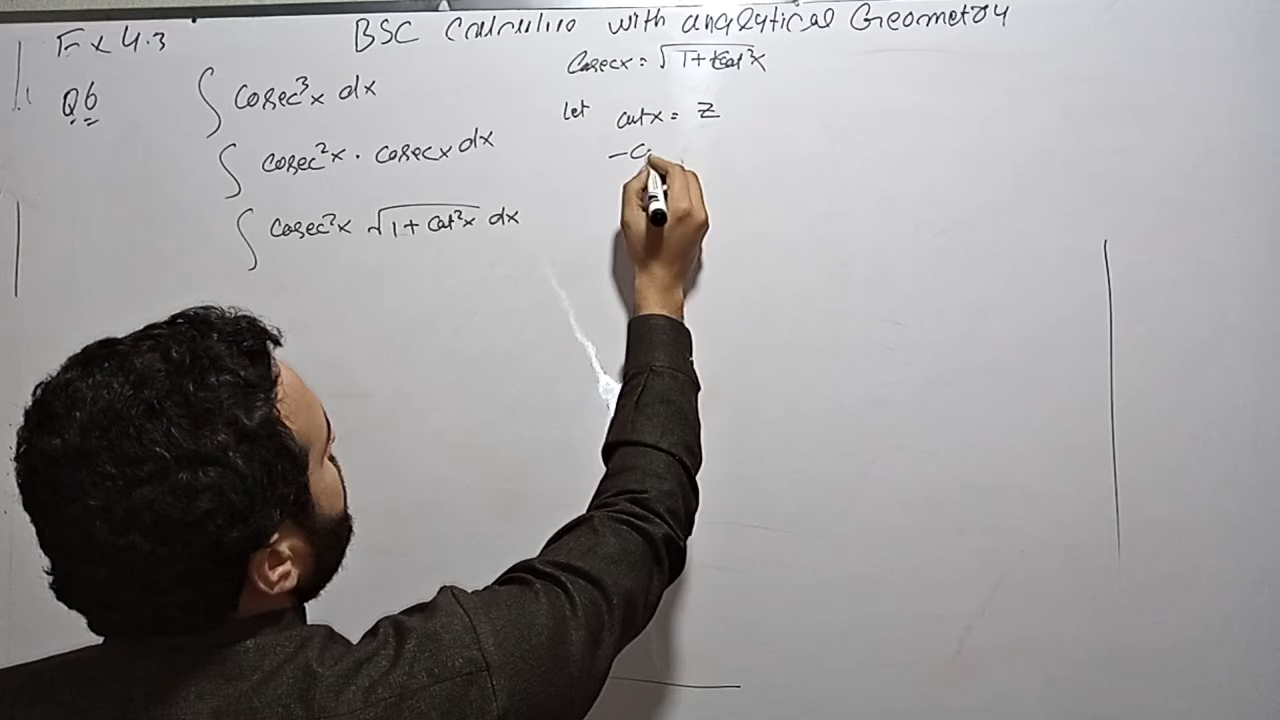 BSC Calculus with analytical Geometry
Ex 4.3
Cosecx = √1+cot²x
Q6
∫ cosec³x dx
let cotx = z
∫ cosec²x · cosecx dx
-C
∫ cosec²x √1+cot²x dx